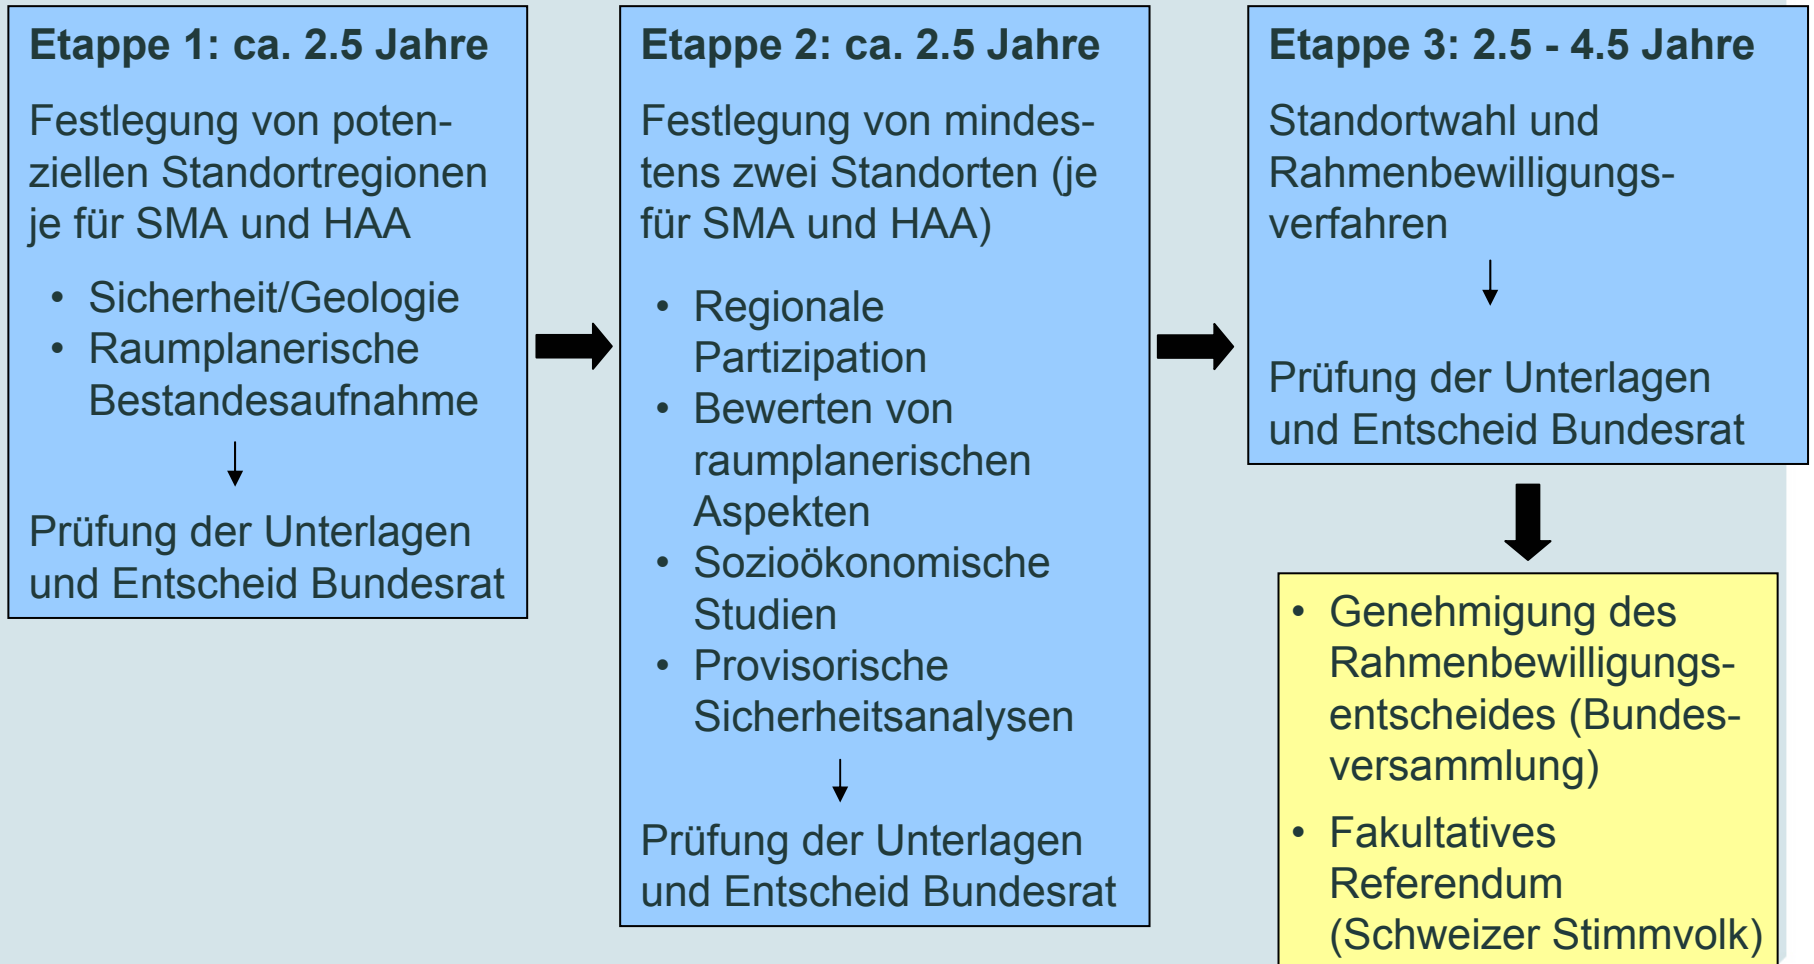 Etappe 1: ca. 2.5 Jahre
Festlegung von poten-
ziellen Standortregionen
je für SMA und HAA
• Sicherheit/Geologie
• Raumplanerische
Bestandesaufnahme
Prüfung der Unterlagen
und Entscheid Bundesrat
Etappe 2: ca. 2.5 Jahre
Festlegung von mindes-
tens zwei Standorten (je
für SMA und HAA)
• Regionale
Partizipation
• Bewerten von
raumplanerischen
Aspekten
• Sozioökonomische
Studien
• Provisorische
Sicherheitsanalysen
Prüfung der Unterlagen
und Entscheid Bundesrat
Etappe 3: 2.5 - 4.5 Jahre
Standortwahl und
Rahmenbewilligungs-
verfahren
Prüfung der Unterlagen
und Entscheid Bundesrat
• Genehmigung des
Rahmenbewilligungs-
entscheides (Bundes-
versammlung)
• Fakultatives
Referendum
(Schweizer Stimmvolk)